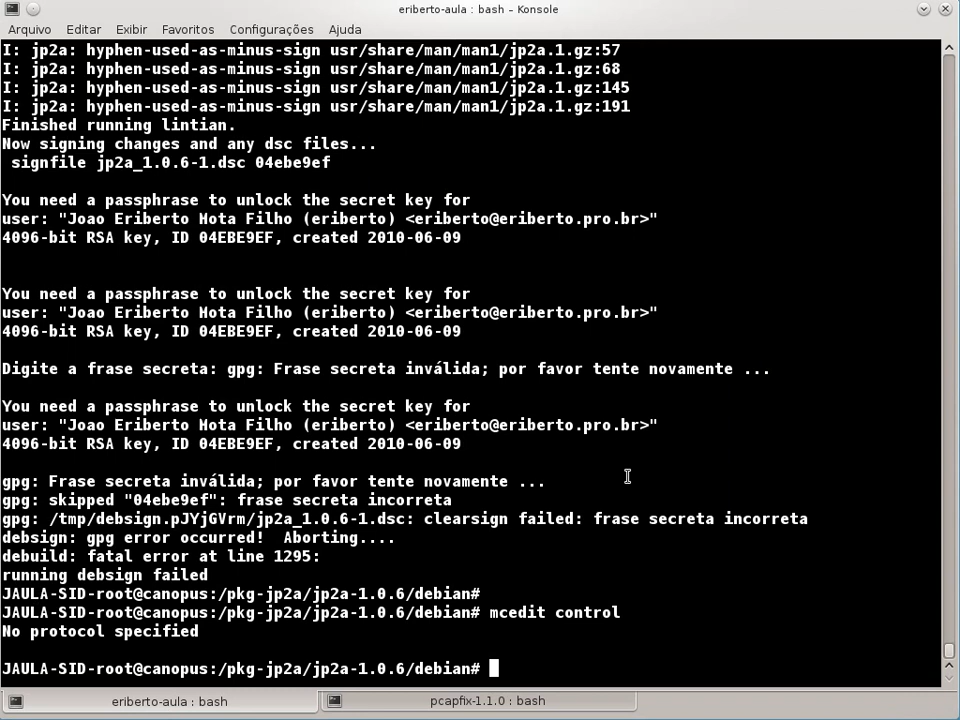 eriberto-aula : bash – Konsole
Arquivo Editar Exibir Favoritos Configurações Ajuda
I: jp2a: hyphen-used-as-minus-sign usr/share/man/man1/jp2a.1.gz:57
I: jp2a: hyphen-used-as-minus-sign usr/share/man/man1/jp2a.1.gz:68
I: jp2a: hyphen-used-as-minus-sign usr/share/man/man1/jp2a.1.gz:145
I: jp2a: hyphen-used-as-minus-sign usr/share/man/man1/jp2a.1.gz:191
Finished running lintian.
Now signing changes and any dsc files...
 signfile jp2a_1.0.6-1.dsc 04ebe9ef
You need a passphrase to unlock the secret key for
user: "Joao Eriberto Mota Filho (eriberto) <eriberto@eriberto.pro.br>"
4096-bit RSA key, ID 04EBE9EF, created 2010-06-09
You need a passphrase to unlock the secret key for
user: "Joao Eriberto Mota Filho (eriberto) <eriberto@eriberto.pro.br>"
4096-bit RSA key, ID 04EBE9EF, created 2010-06-09
Digite a frase secreta: gpg: Frase secreta inválida; por favor tente novamente ...
You need a passphrase to unlock the secret key for
user: "Joao Eriberto Mota Filho (eriberto) <eriberto@eriberto.pro.br>"
4096-bit RSA key, ID 04EBE9EF, created 2010-06-09
gpg: Frase secreta inválida; por favor tente novamente ...
gpg: skipped "04ebe9ef": frase secreta incorreta
gpg: /tmp/debsign.pJYjGVrm/jp2a_1.0.6-1.dsc: clearsign failed: frase secreta incorreta
debsign: gpg error occurred!  Aborting....
debuild: fatal error at line 1295:
running debsign failed
JAULA-SID-root@canopus:/pkg-jp2a/jp2a-1.0.6/debian#
JAULA-SID-root@canopus:/pkg-jp2a/jp2a-1.0.6/debian# mcedit control
No protocol specified
JAULA-SID-root@canopus:/pkg-jp2a/jp2a-1.0.6/debian#
eriberto-aula : bash
pcapfix-1.1.0 : bash